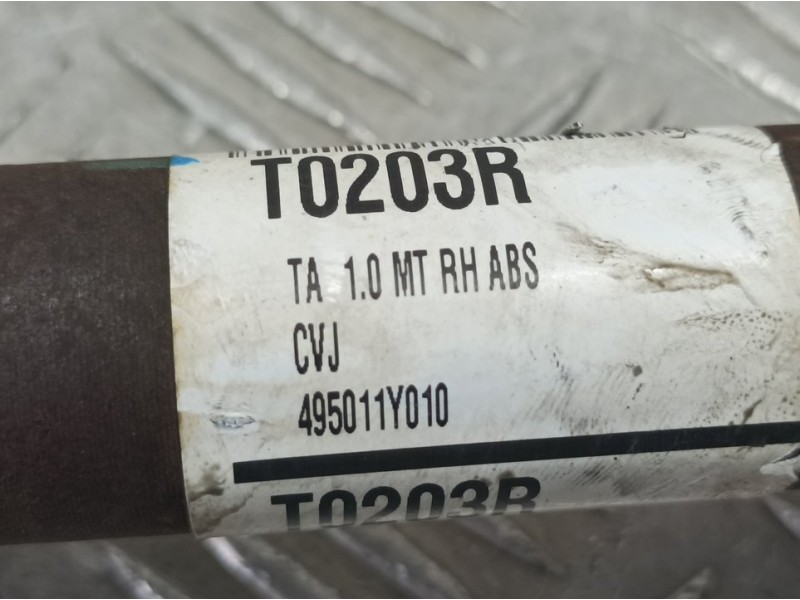 T0203R
TA 1.0 MT RH ABS
CVJ
495011Y010
T0203R